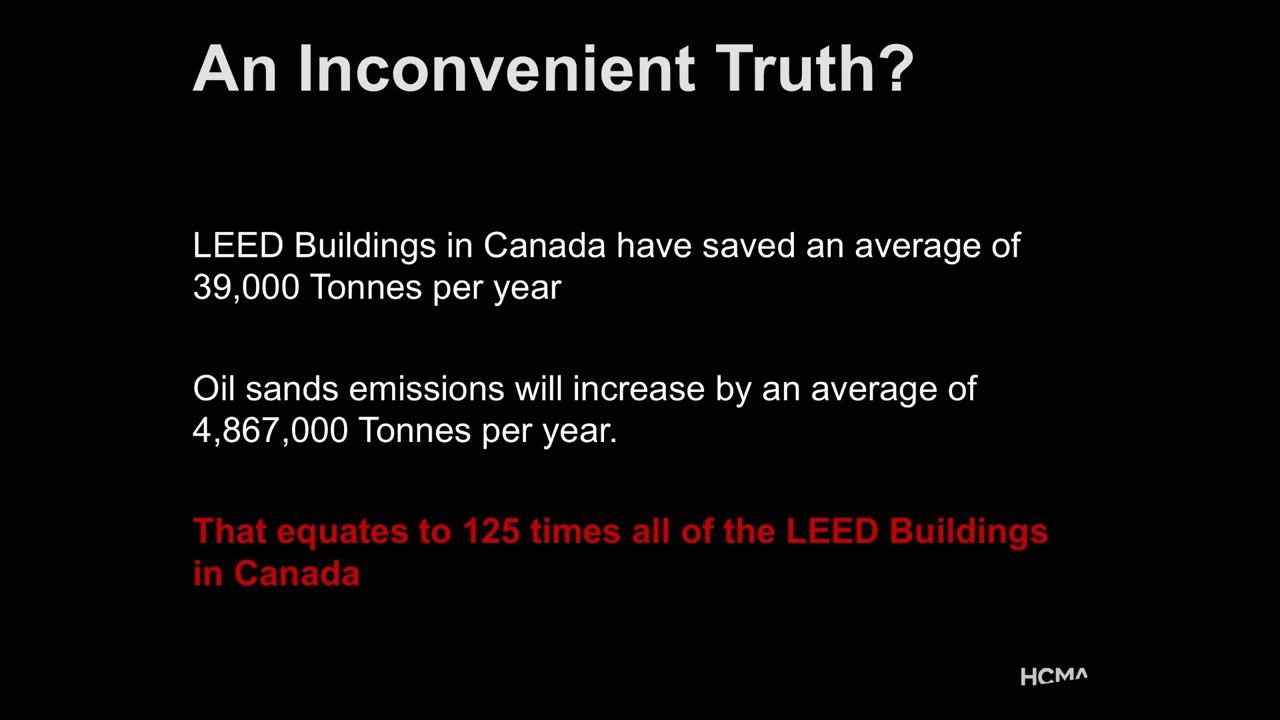 An Inconvenient Truth?
LEED Buildings in Canada have saved an average of
39,000 Tonnes per year
Oil sands emissions will increase by an average of
4,867,000 Tonnes per year.
That equates to 125 times all of the LEED Buildings
in Canada
HCMA